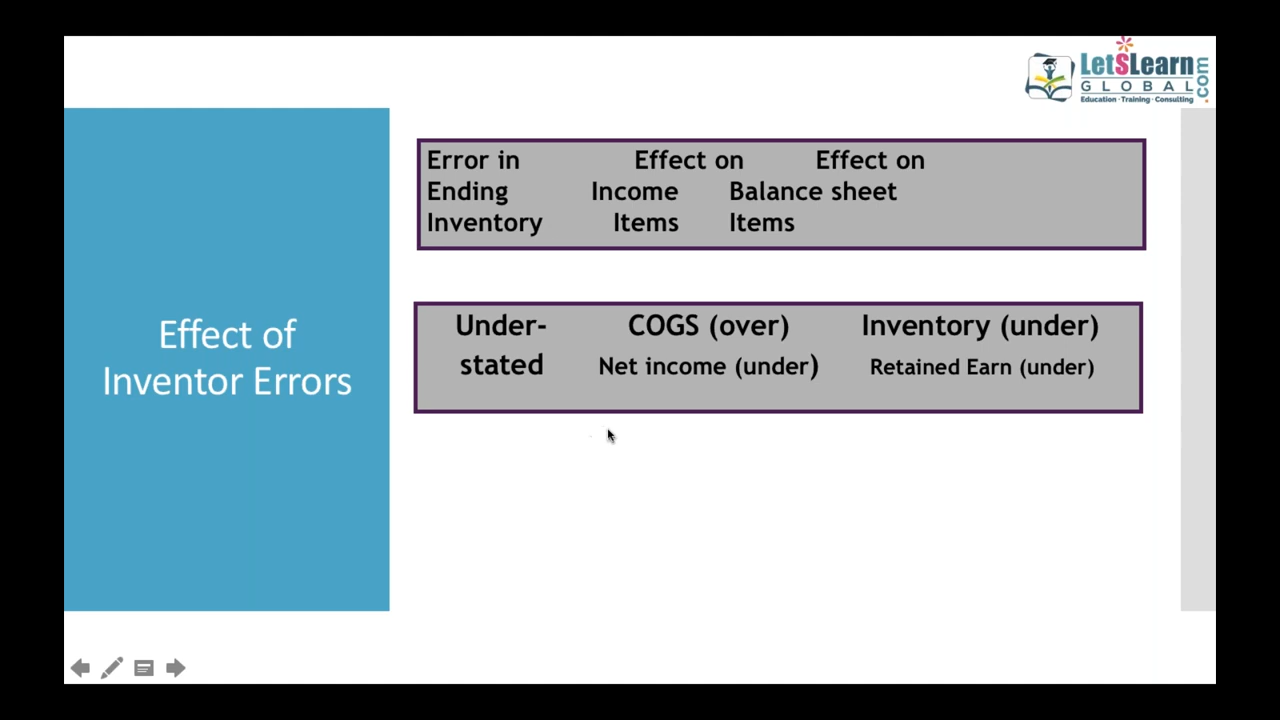 LetSLearn
GLOBAL
.com
Education · Training · Consulting
Effect of
Inventor Errors
Error in Effect on Effect on
Ending Income Balance sheet
Inventory Items Items
Under- COGS (over) Inventory (under)
stated Net income (under) Retained Earn (under)